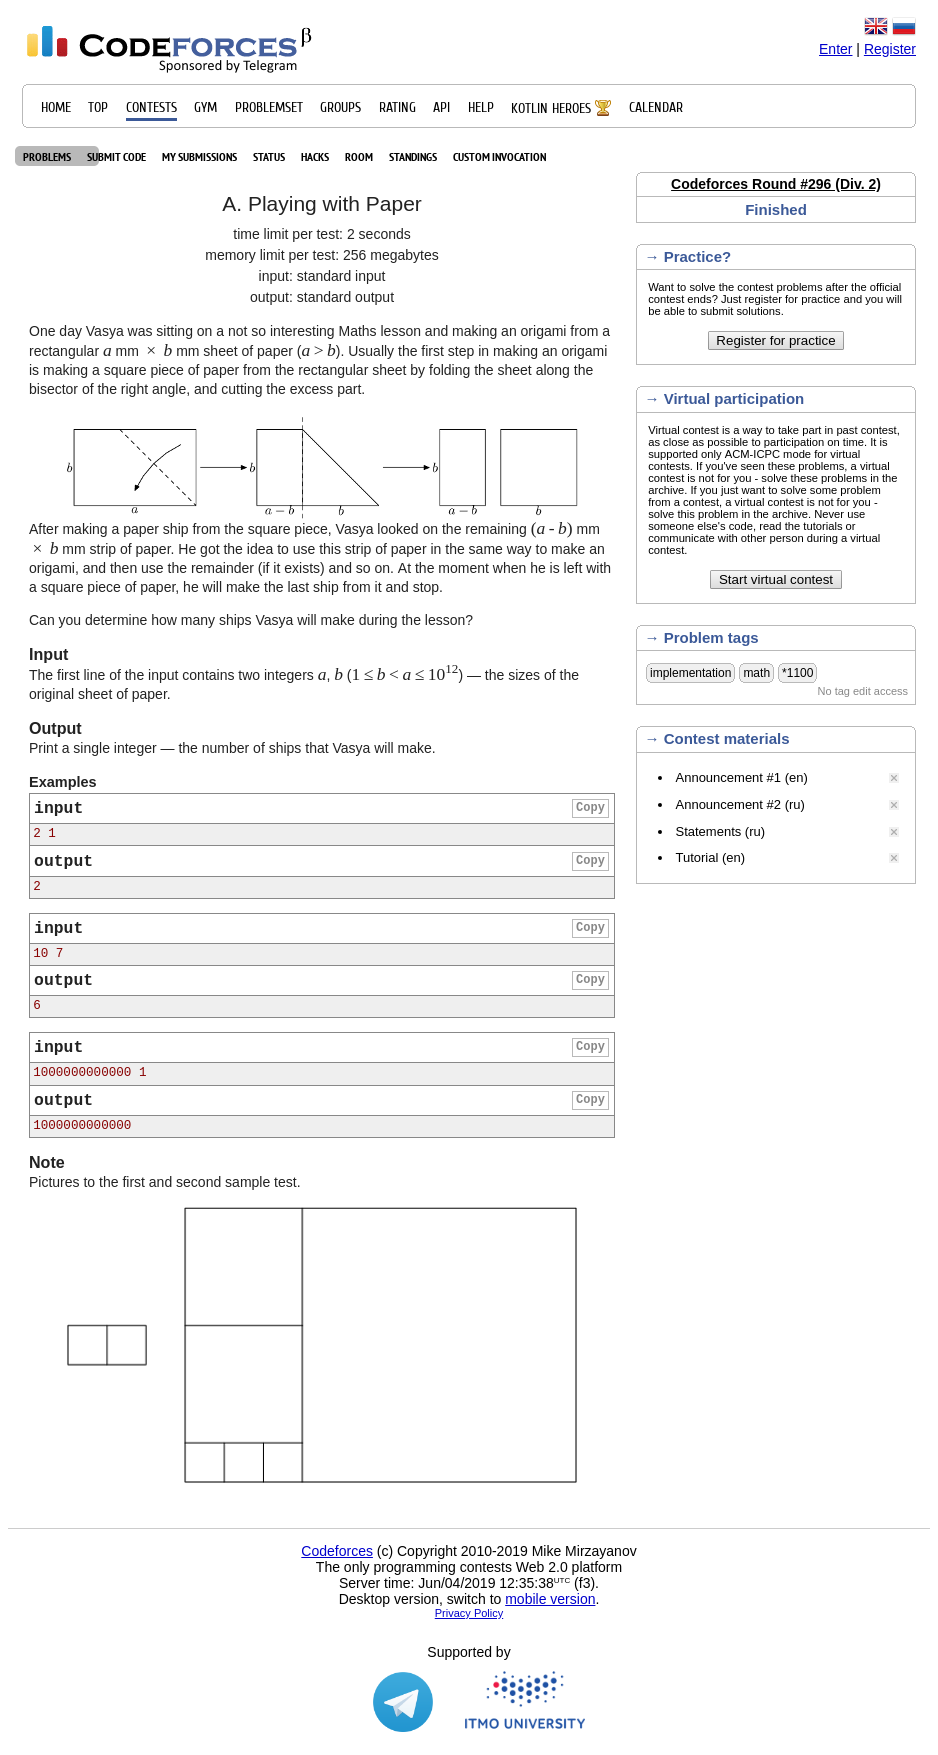 CODEFORCES β
Sponsored by Telegram
Enter | Register
HOME TOP CONTESTS GYM PROBLEMSET GROUPS RATING API HELP KOTLIN HEROES CALENDAR
PROBLEMS SUBMIT CODE MY SUBMISSIONS STATUS HACKS ROOM STANDINGS CUSTOM INVOCATION
A. Playing with Paper
time limit per test: 2 seconds
memory limit per test: 256 megabytes
input: standard input
output: standard output
One day Vasya was sitting on a not so interesting Maths lesson and making an origami from a
rectangular a mm × b mm sheet of paper (a > b). Usually the first step in making an origami
is making a square piece of paper from the rectangular sheet by folding the sheet along the
bisector of the right angle, and cutting the excess part.
b b b
a a − b b a − b b
After making a paper ship from the square piece, Vasya looked on the remaining (a - b) mm
× b mm strip of paper. He got the idea to use this strip of paper in the same way to make an
origami, and then use the remainder (if it exists) and so on. At the moment when he is left with
a square piece of paper, he will make the last ship from it and stop.
Can you determine how many ships Vasya will make during the lesson?
Input
The first line of the input contains two integers a, b (1 ≤ b < a ≤ 10^12) — the sizes of the
original sheet of paper.
Output
Print a single integer — the number of ships that Vasya will make.
Examples
input Copy
2 1
output Copy
2
input Copy
10 7
output Copy
6
input Copy
1000000000000 1
output Copy
1000000000000
Note
Pictures to the first and second sample test.
Codeforces Round #296 (Div. 2)
Finished
→ Practice?
Want to solve the contest problems after the official
contest ends? Just register for practice and you will
be able to submit solutions.
Register for practice
→ Virtual participation
Virtual contest is a way to take part in past contest,
as close as possible to participation on time. It is
supported only ACM-ICPC mode for virtual
contests. If you've seen these problems, a virtual
contest is not for you - solve these problems in the
archive. If you just want to solve some problem
from a contest, a virtual contest is not for you -
solve this problem in the archive. Never use
someone else's code, read the tutorials or
communicate with other person during a virtual
contest.
Start virtual contest
→ Problem tags
implementation math *1100
No tag edit access
→ Contest materials
Announcement #1 (en)
Announcement #2 (ru)
Statements (ru)
Tutorial (en)
Codeforces (c) Copyright 2010-2019 Mike Mirzayanov
The only programming contests Web 2.0 platform
Server time: Jun/04/2019 12:35:38UTC (f3).
Desktop version, switch to mobile version.
Privacy Policy
Supported by
ITMO UNIVERSITY